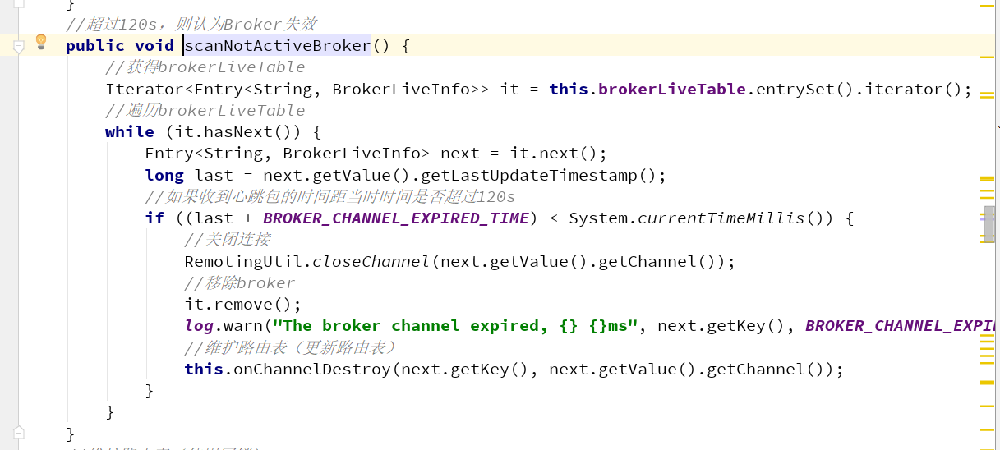 }
//超过120s，则认为Broker失效
public void scanNotActiveBroker() {
//获得brokerLiveTable
Iterator<Entry<String, BrokerLiveInfo>> it = this.brokerLiveTable.entrySet().iterator();
//遍历brokerLiveTable
while (it.hasNext()) {
Entry<String, BrokerLiveInfo> next = it.next();
long last = next.getValue().getLastUpdateTimestamp();
//如果收到心跳包的时间距当时时间是否超过120s
if ((last + BROKER_CHANNEL_EXPIRED_TIME) < System.currentTimeMillis()) {
//关闭连接
RemotingUtil.closeChannel(next.getValue().getChannel());
//移除broker
it.remove();
log.warn("The broker channel expired, {} {}ms", next.getKey(), BROKER_CHANNEL_EXPI
//维护路由表（更新路由表）
this.onChannelDestroy(next.getKey(), next.getValue().getChannel());
}
}
}